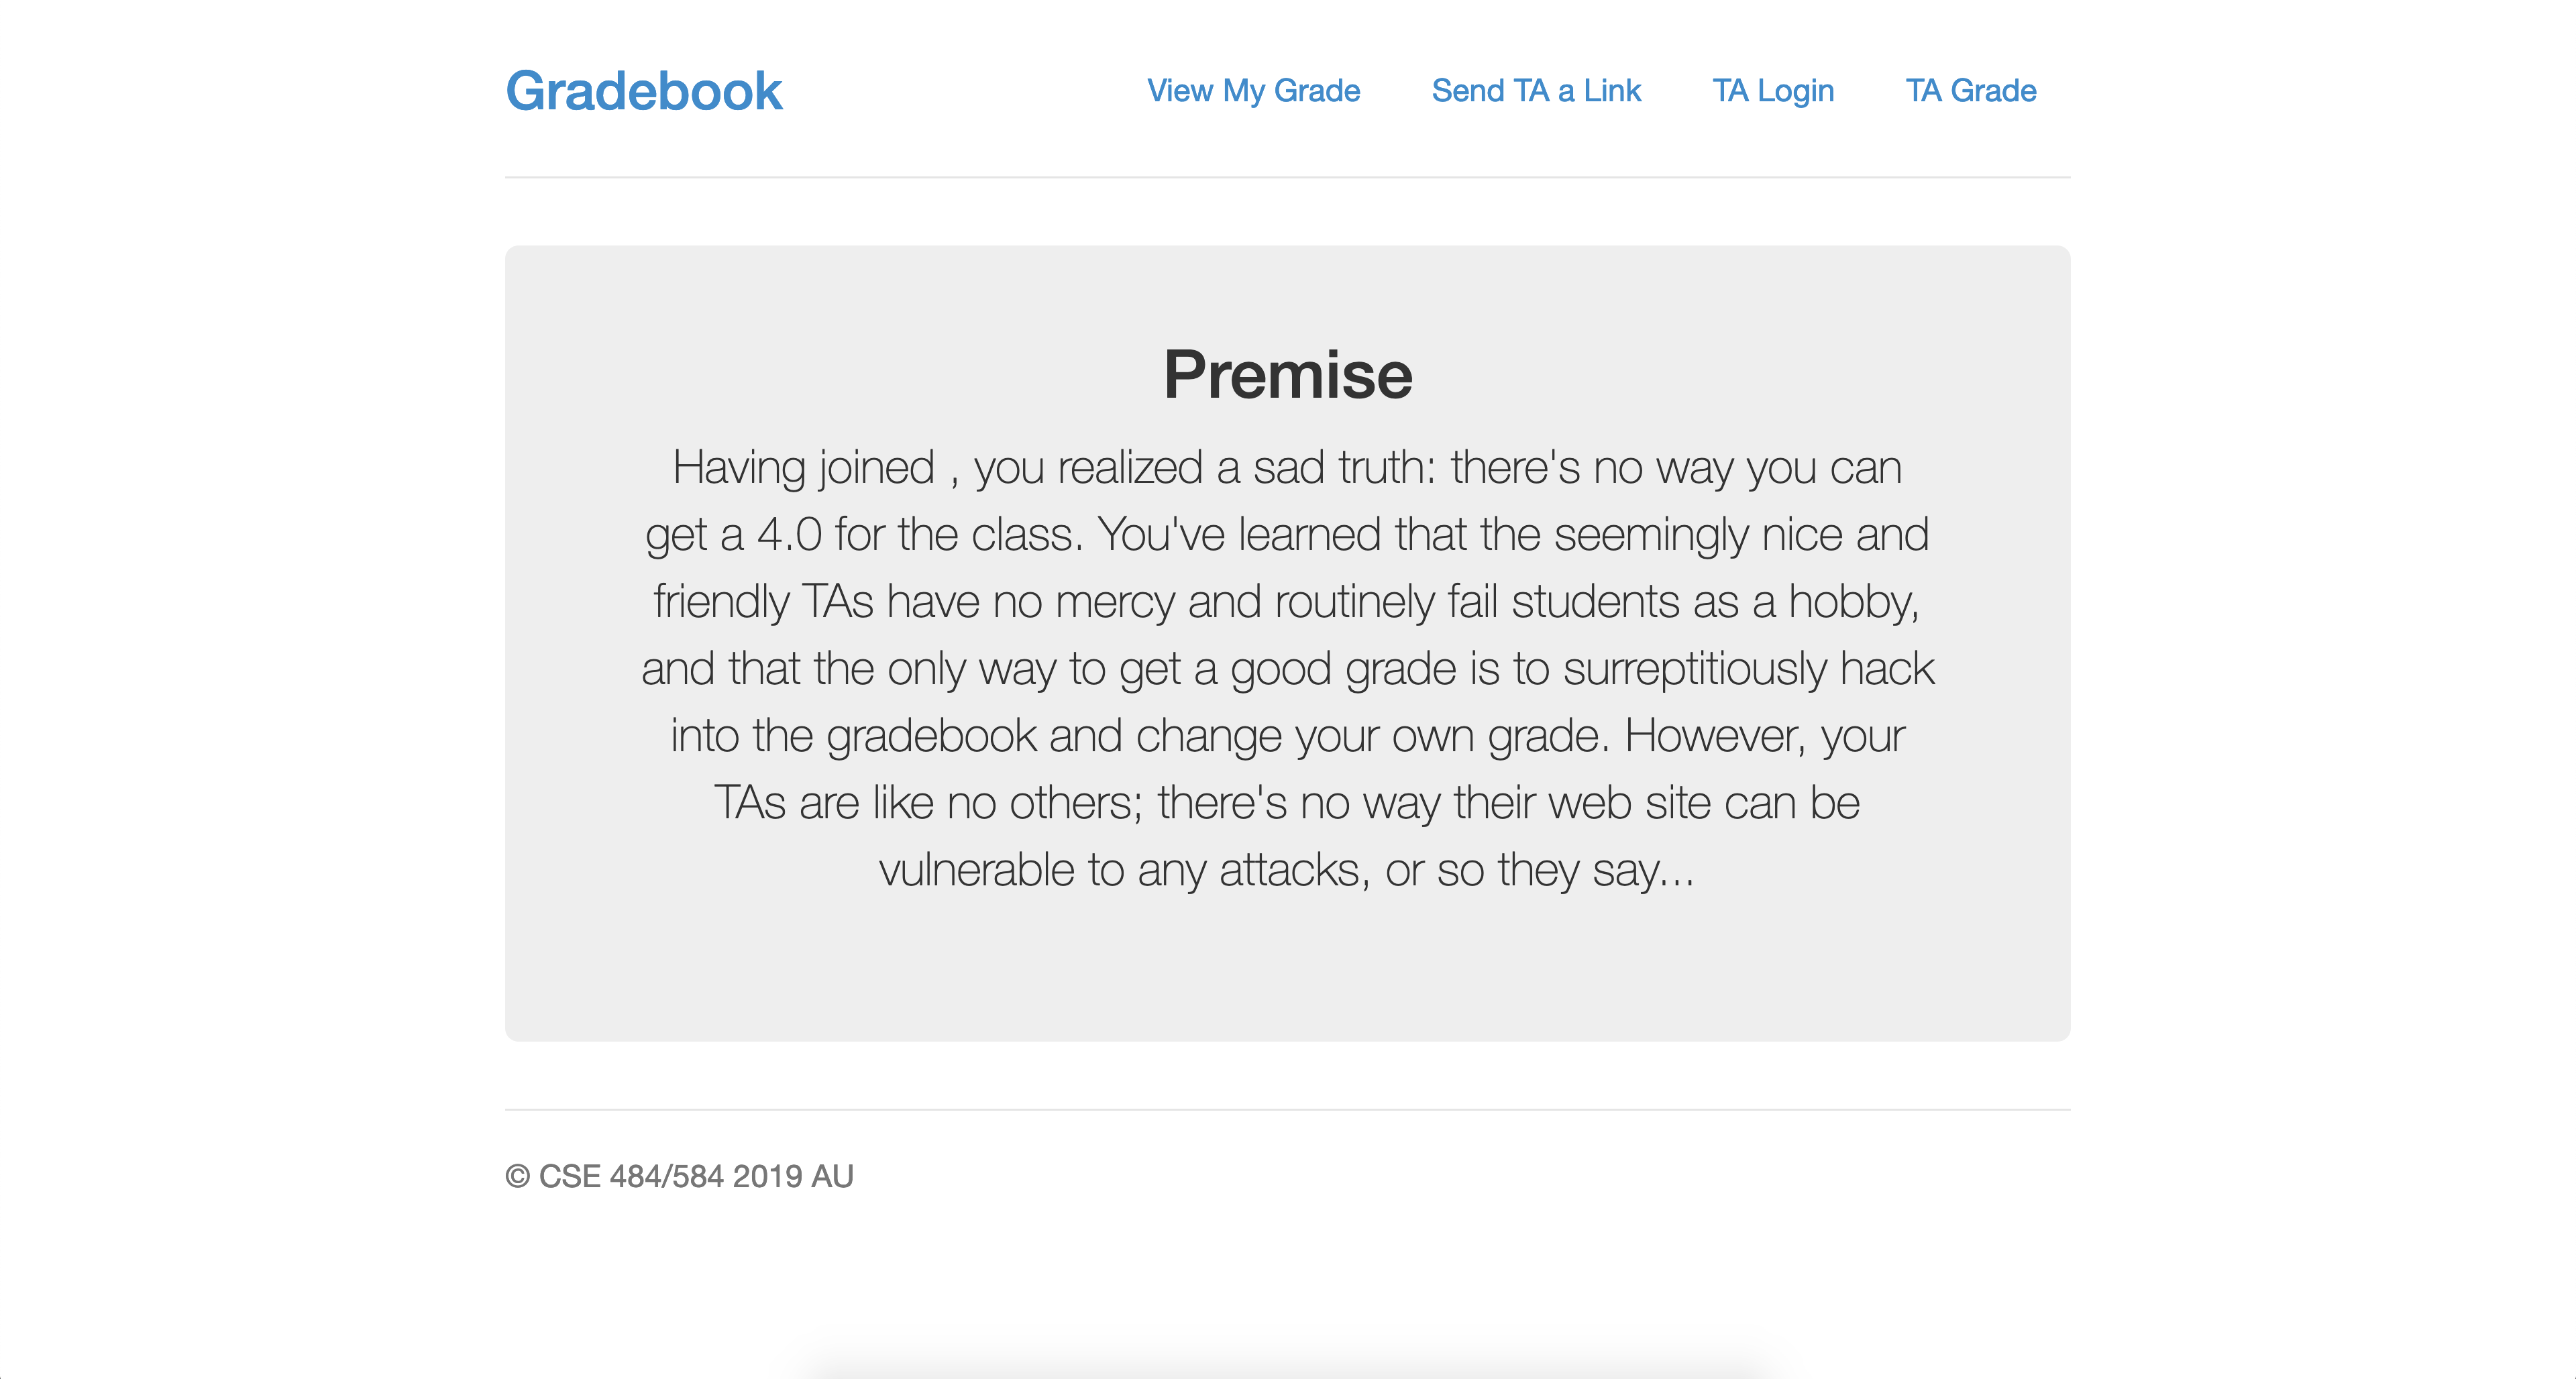 Gradebook
View My Grade
Send TA a Link
TA Login
TA Grade
Premise
Having joined , you realized a sad truth: there's no way you can
get a 4.0 for the class. You've learned that the seemingly nice and
friendly TAs have no mercy and routinely fail students as a hobby,
and that the only way to get a good grade is to surreptitiously hack
into the gradebook and change your own grade. However, your
TAs are like no others; there's no way their web site can be
vulnerable to any attacks, or so they say...
© CSE 484/584 2019 AU